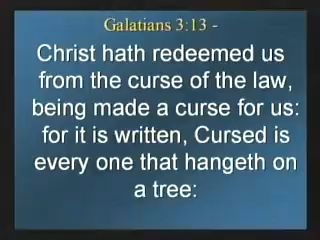 Galatians 3:13 -
Christ hath redeemed us
from the curse of the law,
being made a curse for us:
for it is written, Cursed is
every one that hangeth on
a tree: